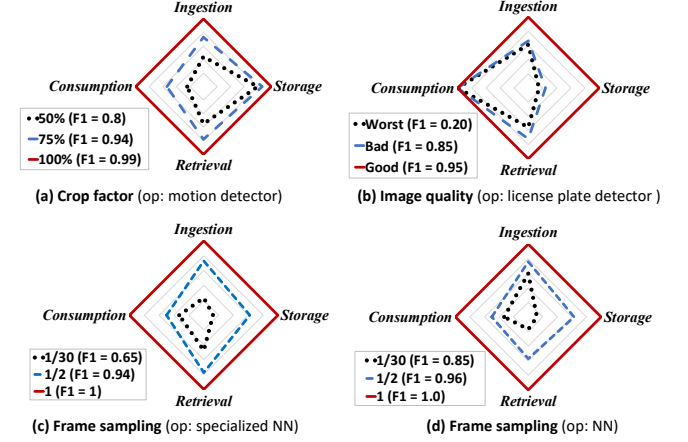 Ingestion
Consumption
Storage
Retrieval
50% (F1 = 0.8)
75% (F1 = 0.94)
100% (F1 = 0.99)
(a) Crop factor (op: motion detector)
Ingestion
Consumption
Storage
Retrieval
Worst (F1 = 0.20)
Bad (F1 = 0.85)
Good (F1 = 0.95)
(b) Image quality (op: license plate detector )
Ingestion
Consumption
Storage
Retrieval
1/30 (F1 = 0.65)
1/2 (F1 = 0.94)
1 (F1 = 1)
(c) Frame sampling (op: specialized NN)
Ingestion
Consumption
Storage
Retrieval
1/30 (F1 = 0.85)
1/2 (F1 = 0.96)
1 (F1 = 1.0)
(d) Frame sampling (op: NN)